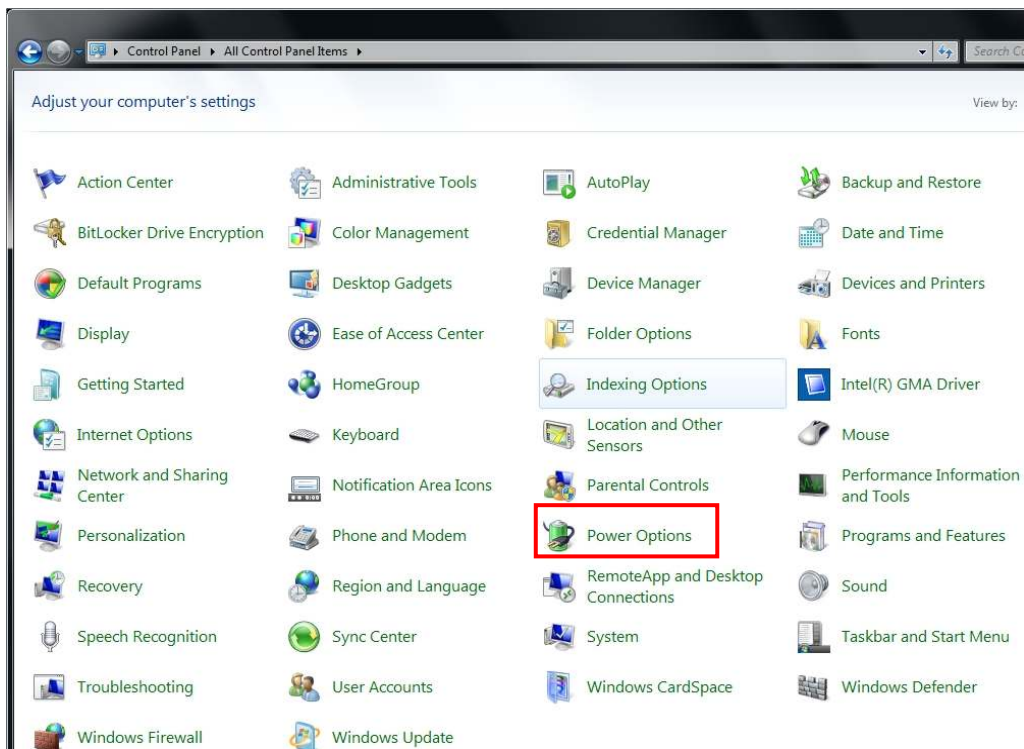 Control Panel All Control Panel Items
Search Co
Adjust your computer's settings
View by:
Action Center
Administrative Tools
AutoPlay
Backup and Restore
BitLocker Drive Encryption
Color Management
Credential Manager
Date and Time
Default Programs
Desktop Gadgets
Device Manager
Devices and Printers
Display
Ease of Access Center
Folder Options
Fonts
Getting Started
HomeGroup
Indexing Options
Intel(R) GMA Driver
Internet Options
Keyboard
Location and Other
Sensors
Mouse
Network and Sharing
Center
Notification Area Icons
Parental Controls
Performance Information
and Tools
Personalization
Phone and Modem
Power Options
Programs and Features
Recovery
Region and Language
RemoteApp and Desktop
Connections
Sound
Speech Recognition
Sync Center
System
Taskbar and Start Menu
Troubleshooting
User Accounts
Windows CardSpace
Windows Defender
Windows Firewall
Windows Update